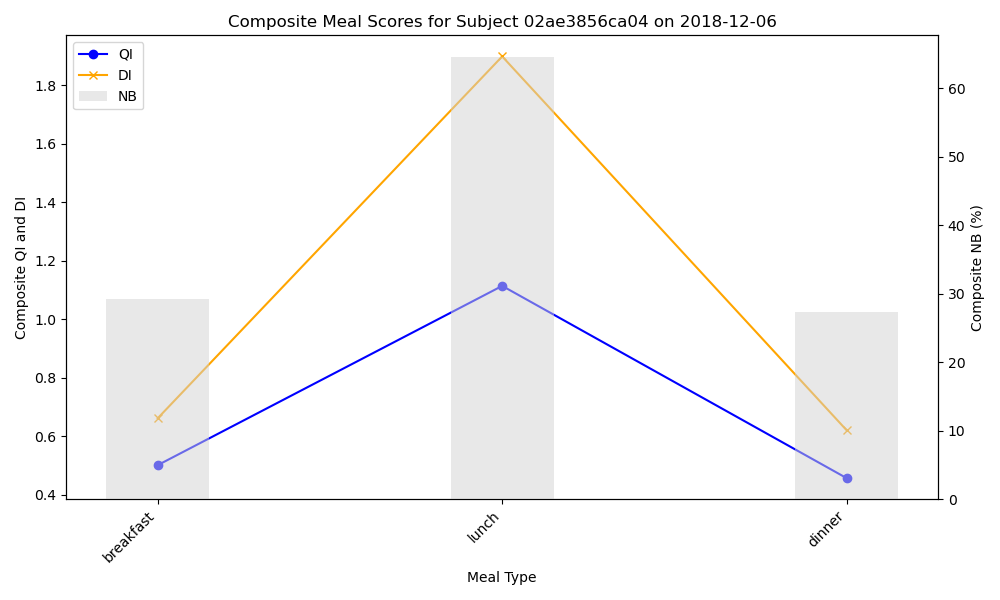 Composite Meal Scores for Subject 02ae3856ca04 on 2018-12-06
QI
DI
NB
Composite QI and DI
1.8
1.6
1.4
1.2
1.0
0.8
0.6
0.4
60
50
40
30
20
10
0
Composite NB (%)
breakfast
lunch
dinner
Meal Type